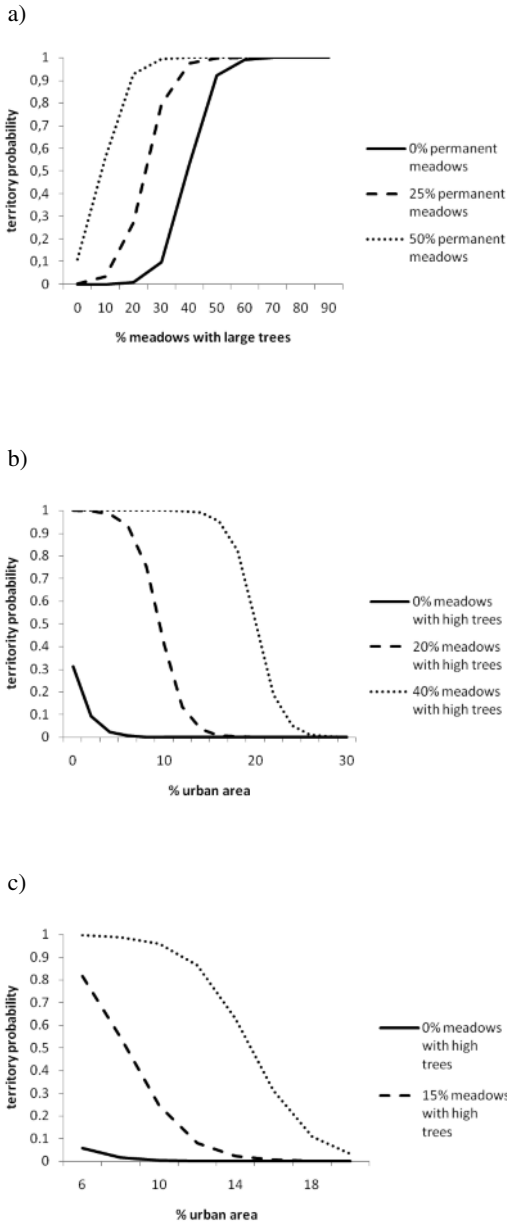 a)
1
0,9
0,8
0,7
0,6
0,5
0,4
0,3
0,2
0,1
0
territory probability
0 10 20 30 40 50 60 70 80 90
% meadows with large trees
0% permanent
meadows
25% permanent
meadows
50% permanent
meadows
b)
1
0.9
0.8
0.7
0.6
0.5
0.4
0.3
0.2
0.1
0
territority probability
0 10 20 30
% urban area
0% meadows
with high trees
20% meadows
with high trees
40% meadows
with high trees
c)
1
0.9
0.8
0.7
0.6
0.5
0.4
0.3
0.2
0.1
0
territory probability
6 10 14 18
% urban area
0% meadows
with high
trees
15% meadows
with high
trees